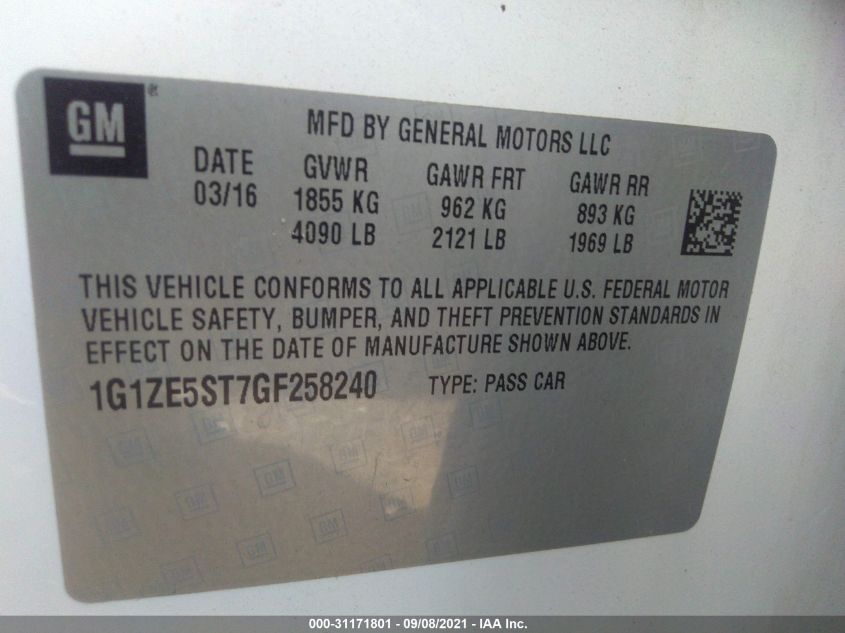 GM®
MFD BY GENERAL MOTORS LLC
DATE GVWR GAWR FRT GAWR RR
03/16 1855 KG 962 KG 893 KG
4090 LB 2121 LB 1969 LB
THIS VEHICLE CONFORMS TO ALL APPLICABLE U.S. FEDERAL MOTOR
VEHICLE SAFETY, BUMPER, AND THEFT PREVENTION STANDARDS IN
EFFECT ON THE DATE OF MANUFACTURE SHOWN ABOVE.
1G1ZE5ST7GF258240 TYPE: PASS CAR
000-31171801 - 09/08/2021 - IAA Inc.